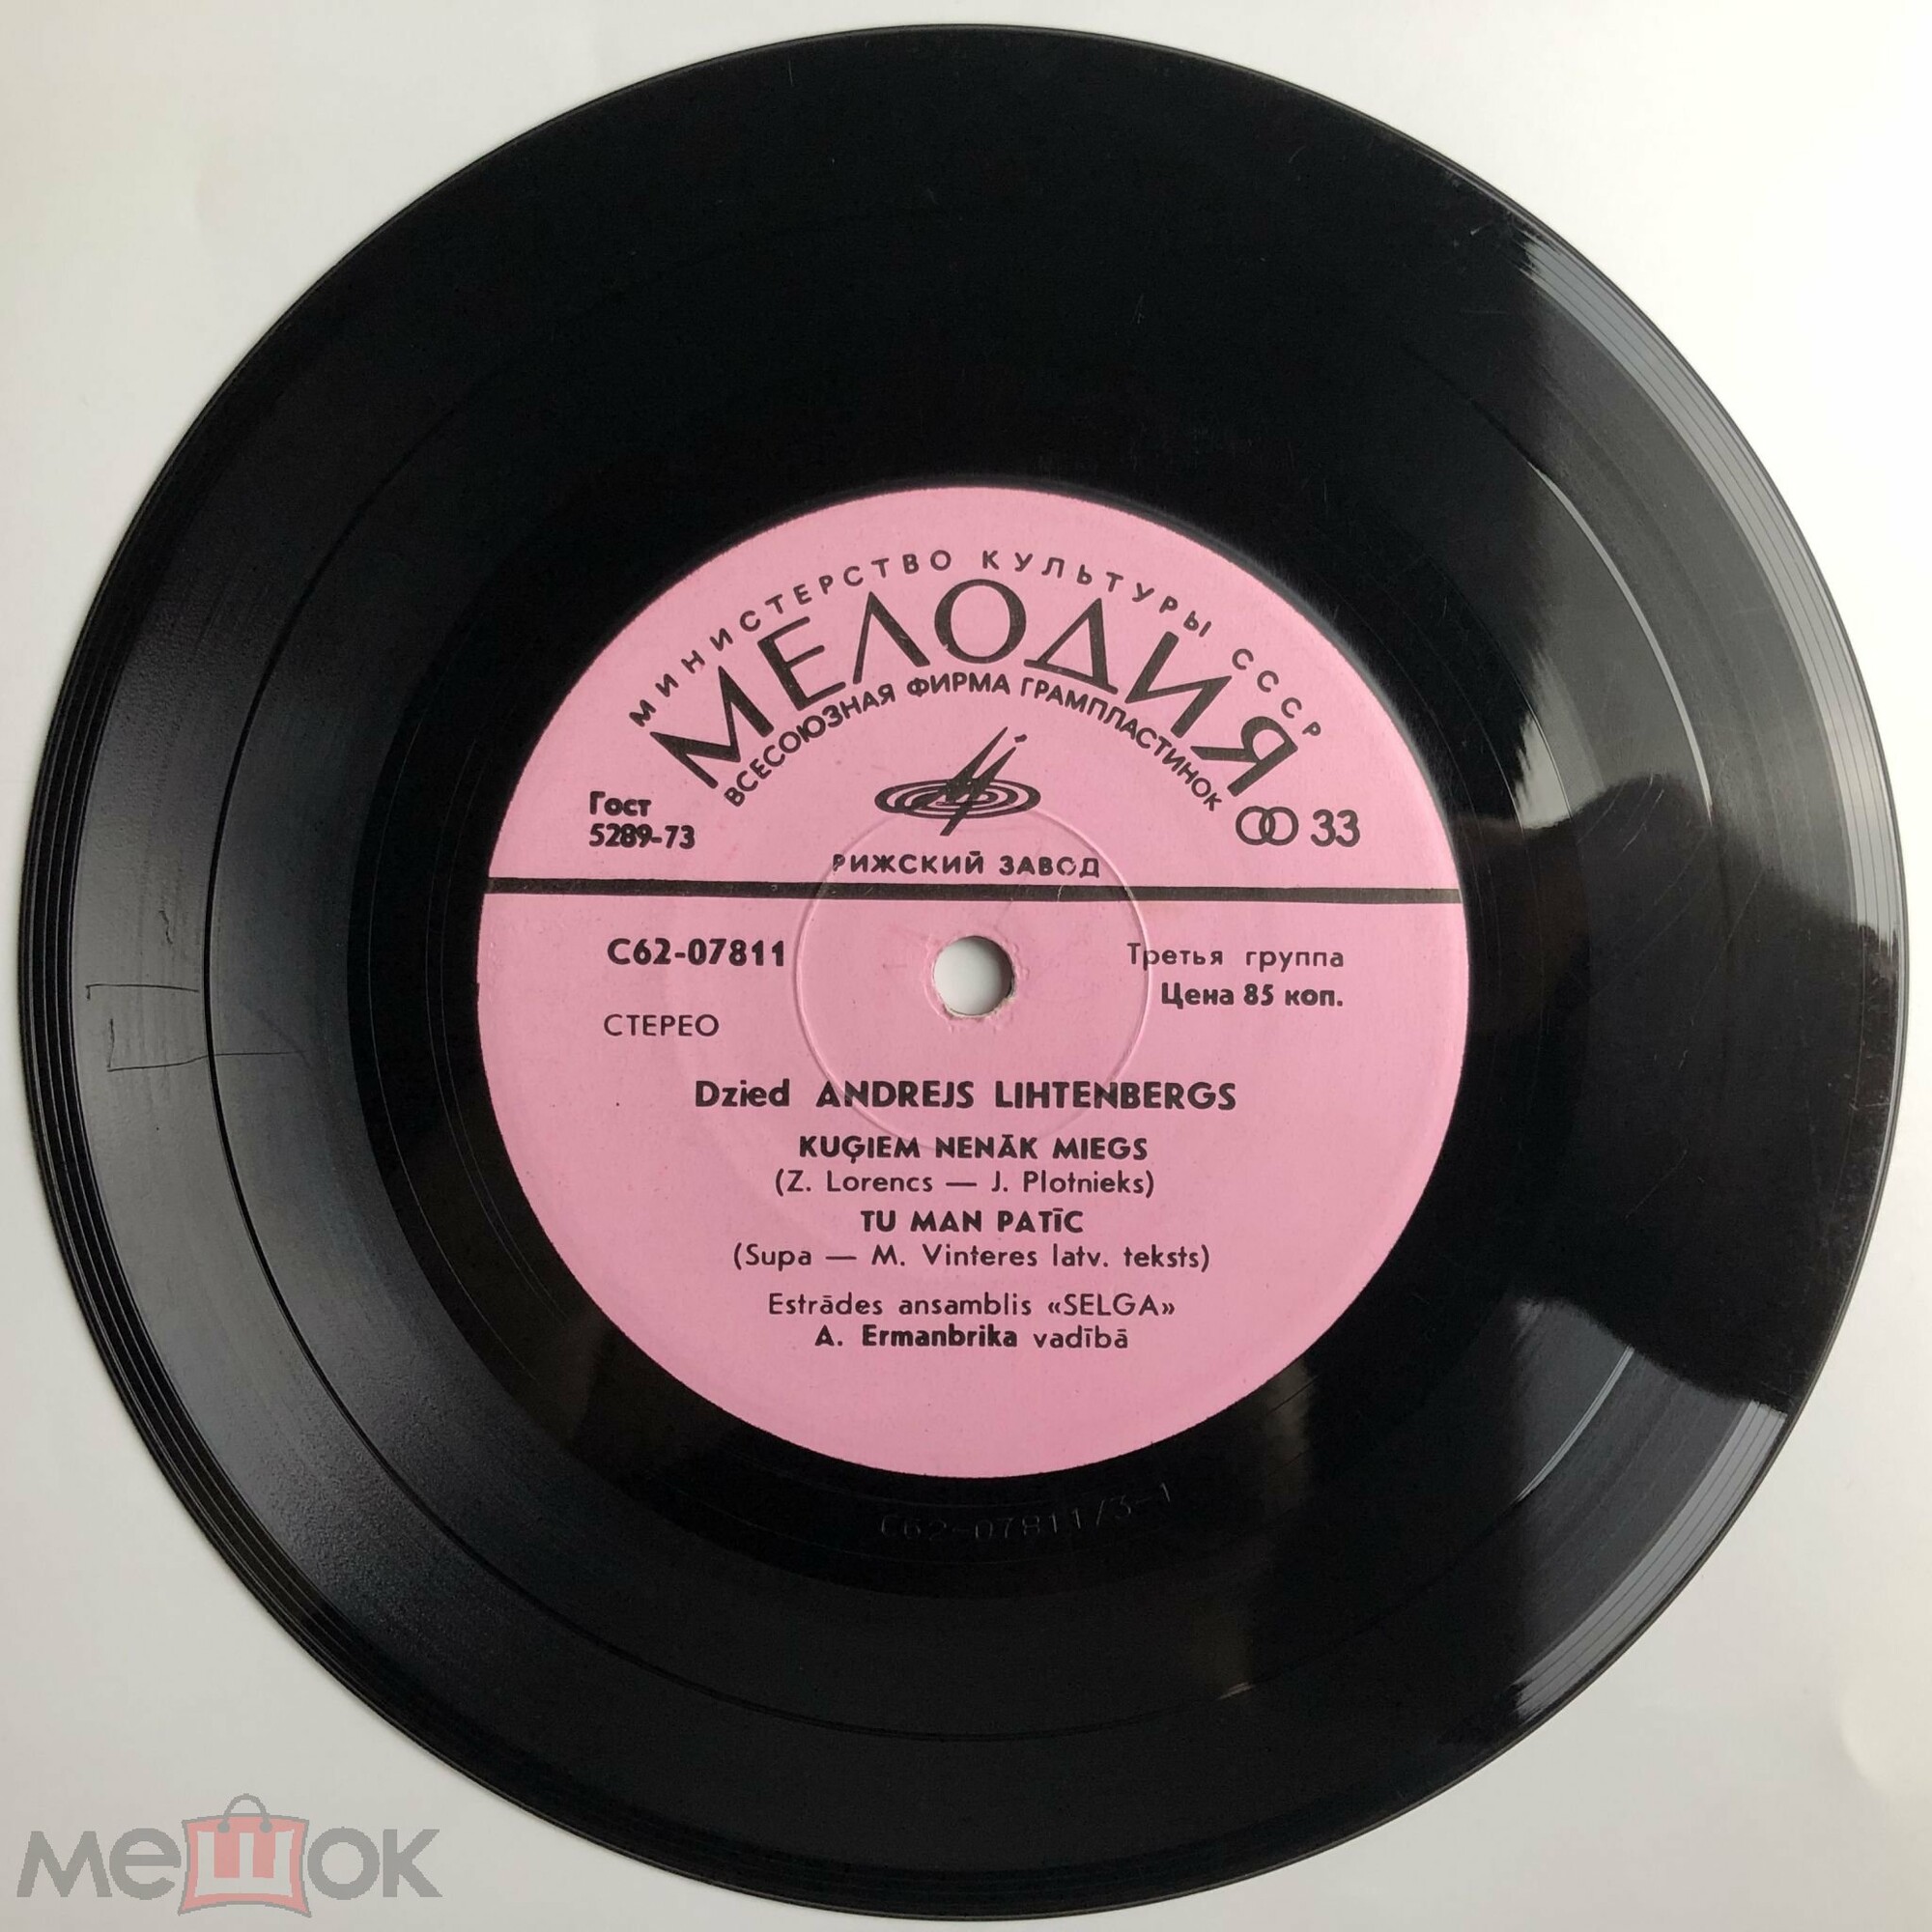 МИНИСТЕРСТВО КУЛЬТУРЫ СССР
МЕЛОДИЯ
ВСЕСОЮЗНАЯ ФИРМА ГРАМПЛАСТИНОК
Гост
5289-73
33
РИЖСКИЙ ЗАВОД
С62-07811
Третья группа
Цена 85 коп.
СТЕРЕО
Dzied ANDREJS LIHTENBERGS
KUĢIEM NENĀK MIEGS
(Z. Lorencs — J. Plotnieks)
TU MAN PATĪC
(Supa — M. Vinteres latv. teksts)
Estrādes ansamblis «SELGA»
A. Ermanbrika vadībā
С62-07811/3-1
мешок